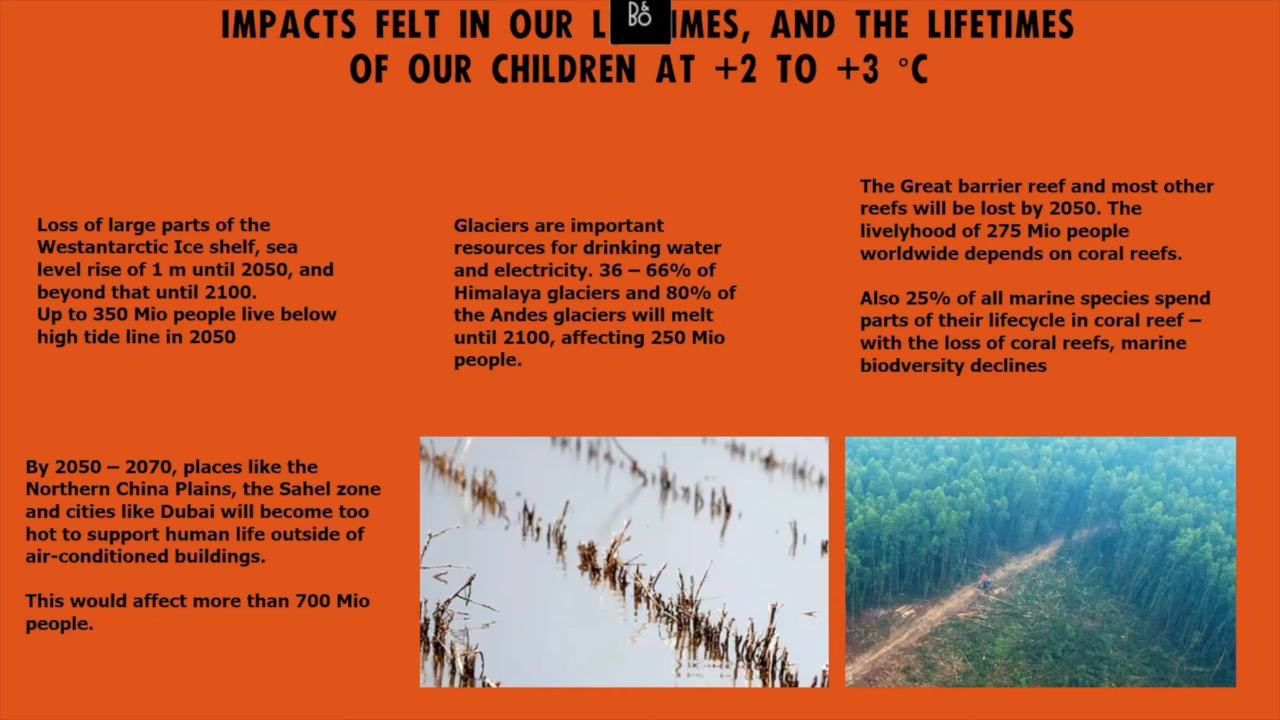 IMPACTS FELT IN OUR L IMES, AND THE LIFETIMES
B&O
OF OUR CHILDREN AT +2 TO +3 °C
Loss of large parts of the
Westantarctic Ice shelf, sea
level rise of 1 m until 2050, and
beyond that until 2100.
Up to 350 Mio people live below
high tide line in 2050
Glaciers are important
resources for drinking water
and electricity. 36 – 66% of
Himalaya glaciers and 80% of
the Andes glaciers will melt
until 2100, affecting 250 Mio
people.
The Great barrier reef and most other
reefs will be lost by 2050. The
livelyhood of 275 Mio people
worldwide depends on coral reefs.
Also 25% of all marine species spend
parts of their lifecycle in coral reef –
with the loss of coral reefs, marine
biodversity declines
By 2050 – 2070, places like the
Northern China Plains, the Sahel zone
and cities like Dubai will become too
hot to support human life outside of
air-conditioned buildings.
This would affect more than 700 Mio
people.